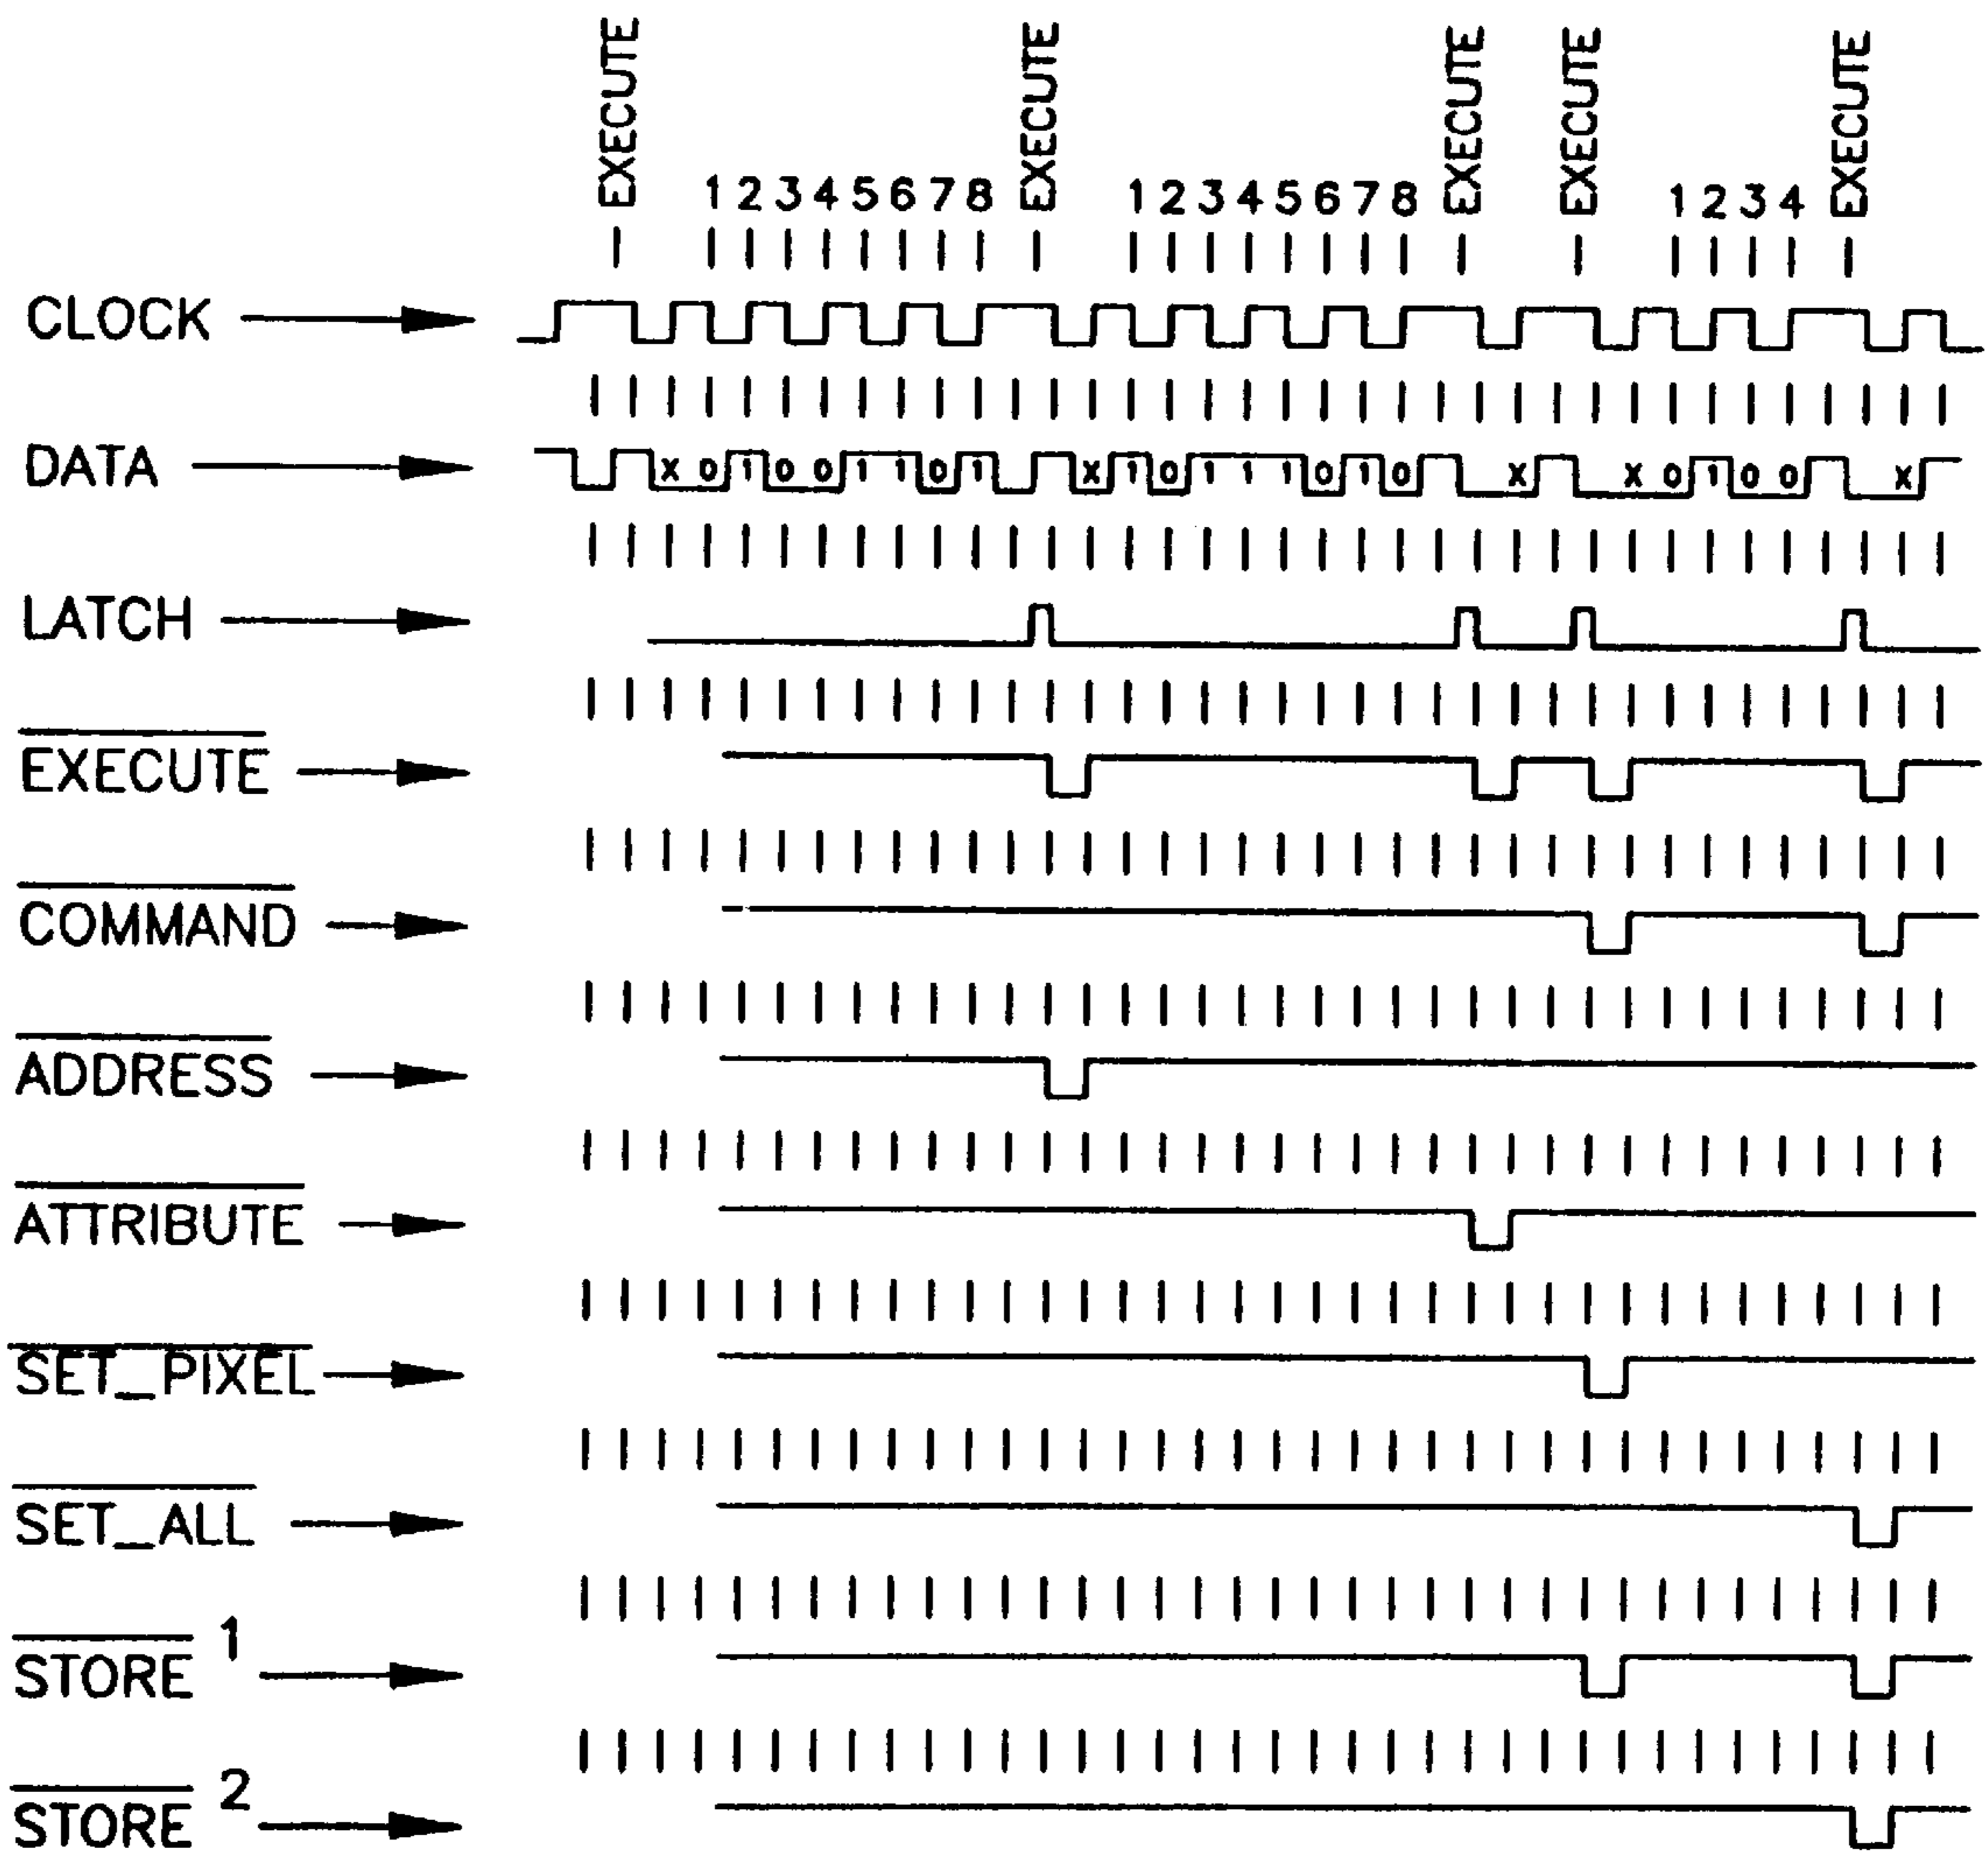 EXECUTE EXECUTE EXECUTE EXECUTE EXECUTE
1 2 3 4 5 6 7 8 1 2 3 4 5 6 7 8 1 2 3 4
CLOCK
DATA X 0 1 0 0 1 1 0 1 X 1 0 1 1 1 0 1 0 X X 0 1 0 0 X
LATCH
EXECUTE
COMMAND
ADDRESS
ATTRIBUTE
SET_PIXEL
SET_ALL
STORE 1
STORE 2